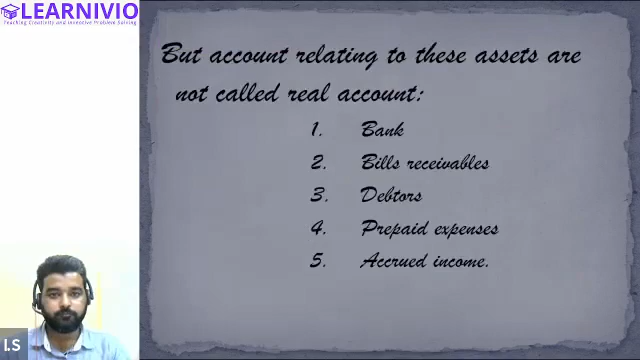 LEARNIVIO
Teaching Creativity and Inventive Problem Solving
But account relating to these assets are
not called real account:
1. Bank
2. Bills receivables
3. Debtors
4. Prepaid expenses
5. Accrued income.
I.S